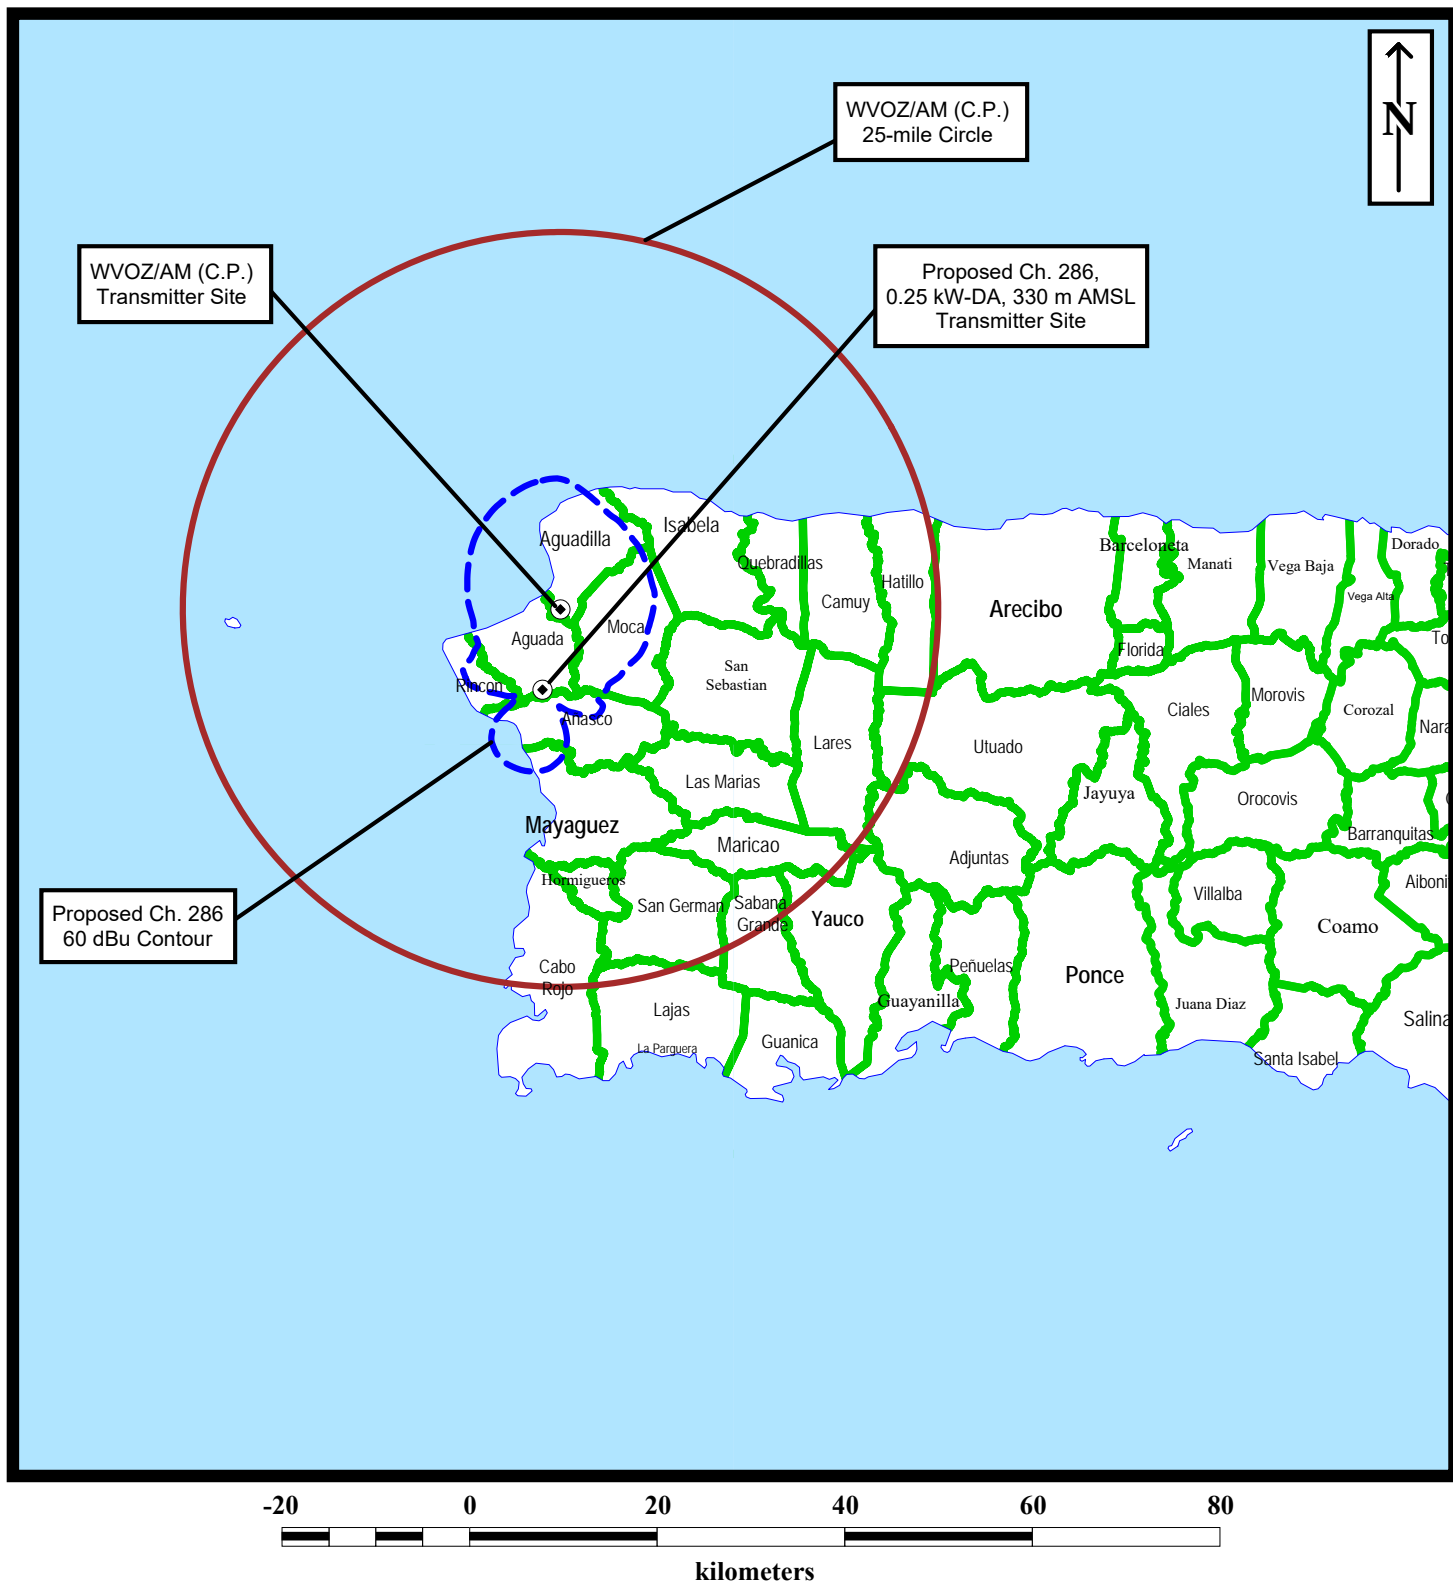 N
WVOZ/AM (C.P.)
25-mile Circle
WVOZ/AM (C.P.)
Transmitter Site
Proposed Ch. 286,
0.25 kW-DA, 330 m AMSL
Transmitter Site
Isabela
Aguadilla
Quebradillas
Camuy
Hatillo
Arecibo
Barceloneta
Manati
Vega Baja
Dorado
Vega Alta
Aguada
Moca
Florida
To
San
Sebastian
Rincon
Anasco
Lares
Utuado
Ciales
Morovis
Corozal
Nara
Las Marias
Jayuya
Orocovis
Mayaguez
Maricao
Adjuntas
Barranquitas
Hormigueros
San German
Sabana
Grande
Yauco
Villalba
Aiboni
Coamo
Proposed Ch. 286
60 dBu Contour
Cabo
Rojo
Peñuelas
Ponce
Lajas
Guayanilla
Juana Diaz
Salina
La Parguera
Guanica
Santa Isabel
-20 0 20 40 60 80
kilometers